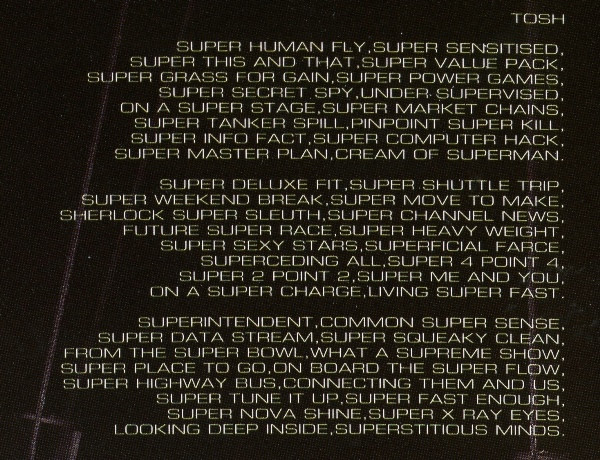 TOSH
SUPER HUMAN FLY,SUPER SENSITISED,
SUPER THIS AND THAT,SUPER VALUE PACK,
SUPER GRASS FOR GAIN,SUPER POWER GAMES,
SUPER SECRET SPY,UNDER SUPERVISED,
ON A SUPER STAGE,SUPER MARKET CHAINS,
SUPER TANKER SPILL,PINPOINT SUPER KILL,
SUPER INFO FACT,SUPER COMPUTER HACK,
SUPER MASTER PLAN,CREAM OF SUPERMAN.
SUPER DELUXE FIT,SUPER SHUTTLE TRIP,
SUPER WEEKEND BREAK,SUPER MOVE TO MAKE,
SHERLOCK SUPER SLEUTH,SUPER CHANNEL NEWS,
FUTURE SUPER RACE,SUPER HEAVY WEIGHT,
SUPER SEXY STARS,SUPERFICIAL FARCE,
SUPERCEDING ALL,SUPER 4 POINT 4,
SUPER 2 POINT 2,SUPER ME AND YOU,
ON A SUPER CHARGE,LIVING SUPER FAST.
SUPERINTENDENT,COMMON SUPER SENSE,
SUPER DATA STREAM,SUPER SQUEAKY CLEAN,
FROM THE SUPER BOWL,WHAT A SUPREME SHOW,
SUPER PLACE TO GO,ON BOARD THE SUPER FLOW,
SUPER HIGHWAY BUS,CONNECTING THEM AND US,
SUPER TUNE IT UP,SUPER FAST ENOUGH,
SUPER NOVA SHINE,SUPER X RAY EYES,
LOOKING DEEP INSIDE,SUPERSTITIOUS MINDS.